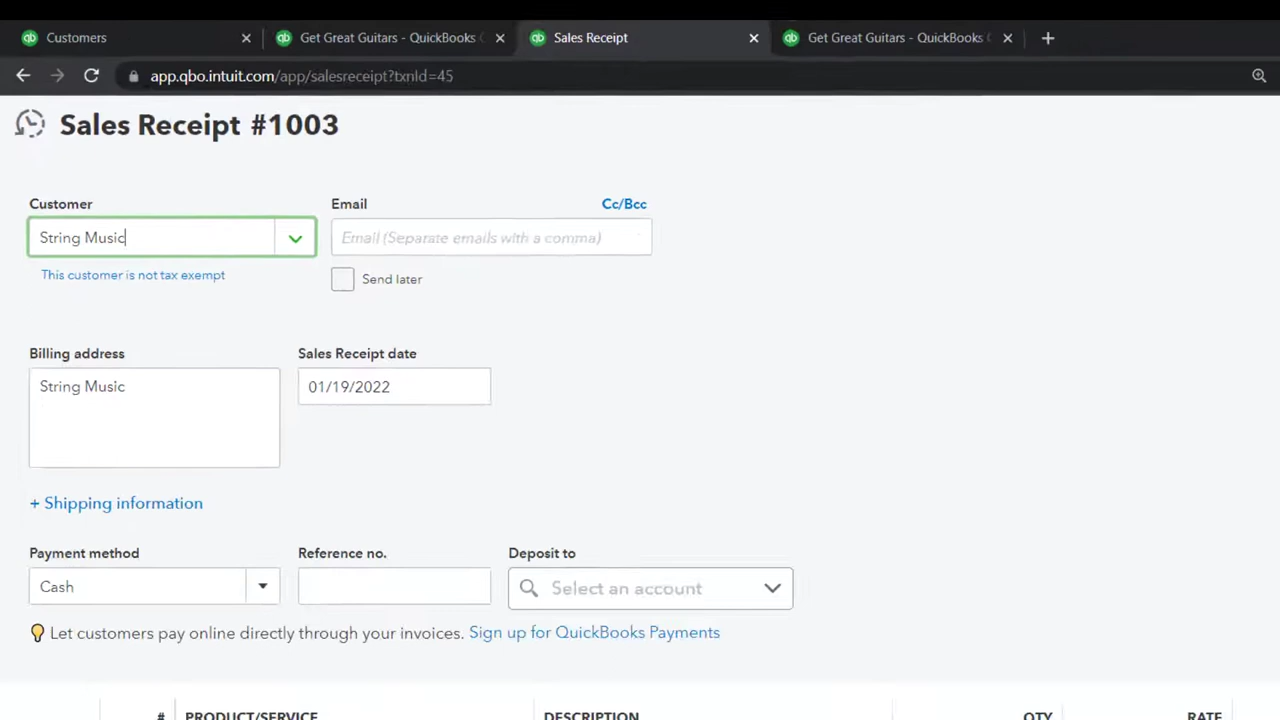 Customers
Get Great Guitars - QuickBooks
Sales Receipt
Get Great Guitars - QuickBooks
app.qbo.intuit.com/app/salesreceipt?txnId=45
Sales Receipt #1003
Customer
Email
Cc/Bcc
String Music
Email (Separate emails with a comma)
This customer is not tax exempt
Send later
Billing address
Sales Receipt date
String Music
01/19/2022
+ Shipping information
Payment method
Reference no.
Deposit to
Cash
Select an account
Let customers pay online directly through your invoices. Sign up for QuickBooks Payments
# PRODUCT/SERVICE DESCRIPTION QTY RATE